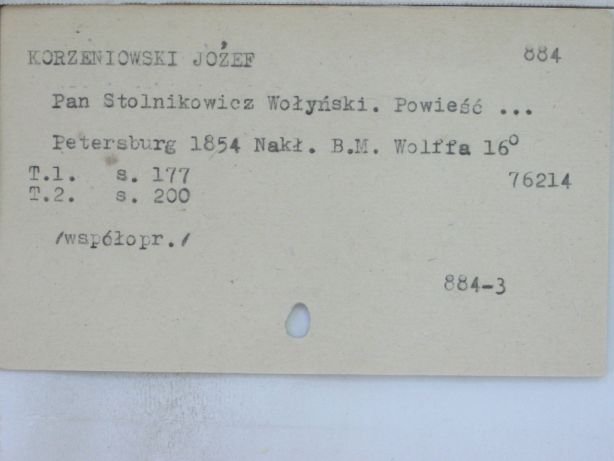 KORZENIOWSKI JÓZEF 884
Pan Stolnikowicz Wołyński. Powieść ...
Petersburg 1854 Nakł. B.M. Wolffa 16⁰
T.1. s. 177 76214
T.2. s. 200
/współopr./
884-3